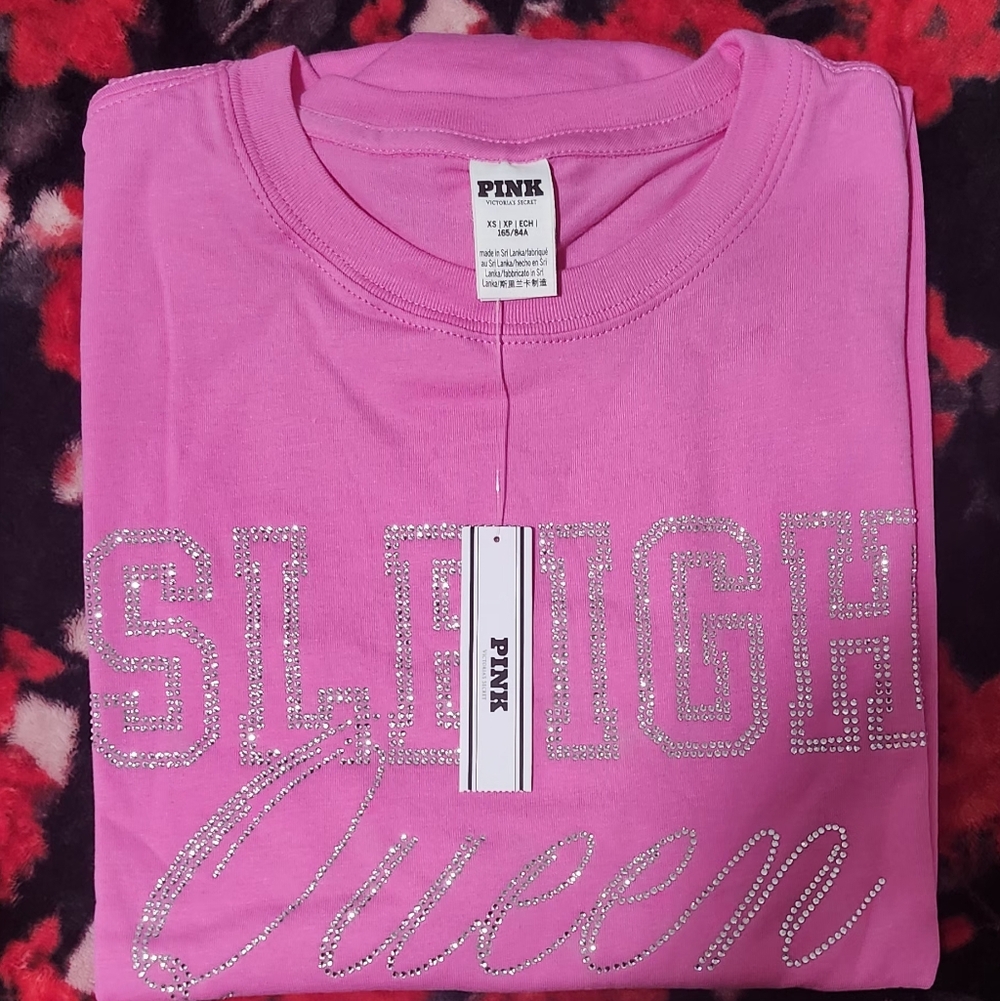 PINK
VICTORIA'S SECRET
XS | XP | ECH |
165/84A
made in Sri Lanka/fabriqué
au Sri Lanka/hecho en Sri
Lanka/fabbricato in Sri
Lanka/斯里兰卡制造
SLEIGH
PINK
VICTORIA'S SECRET
Queen